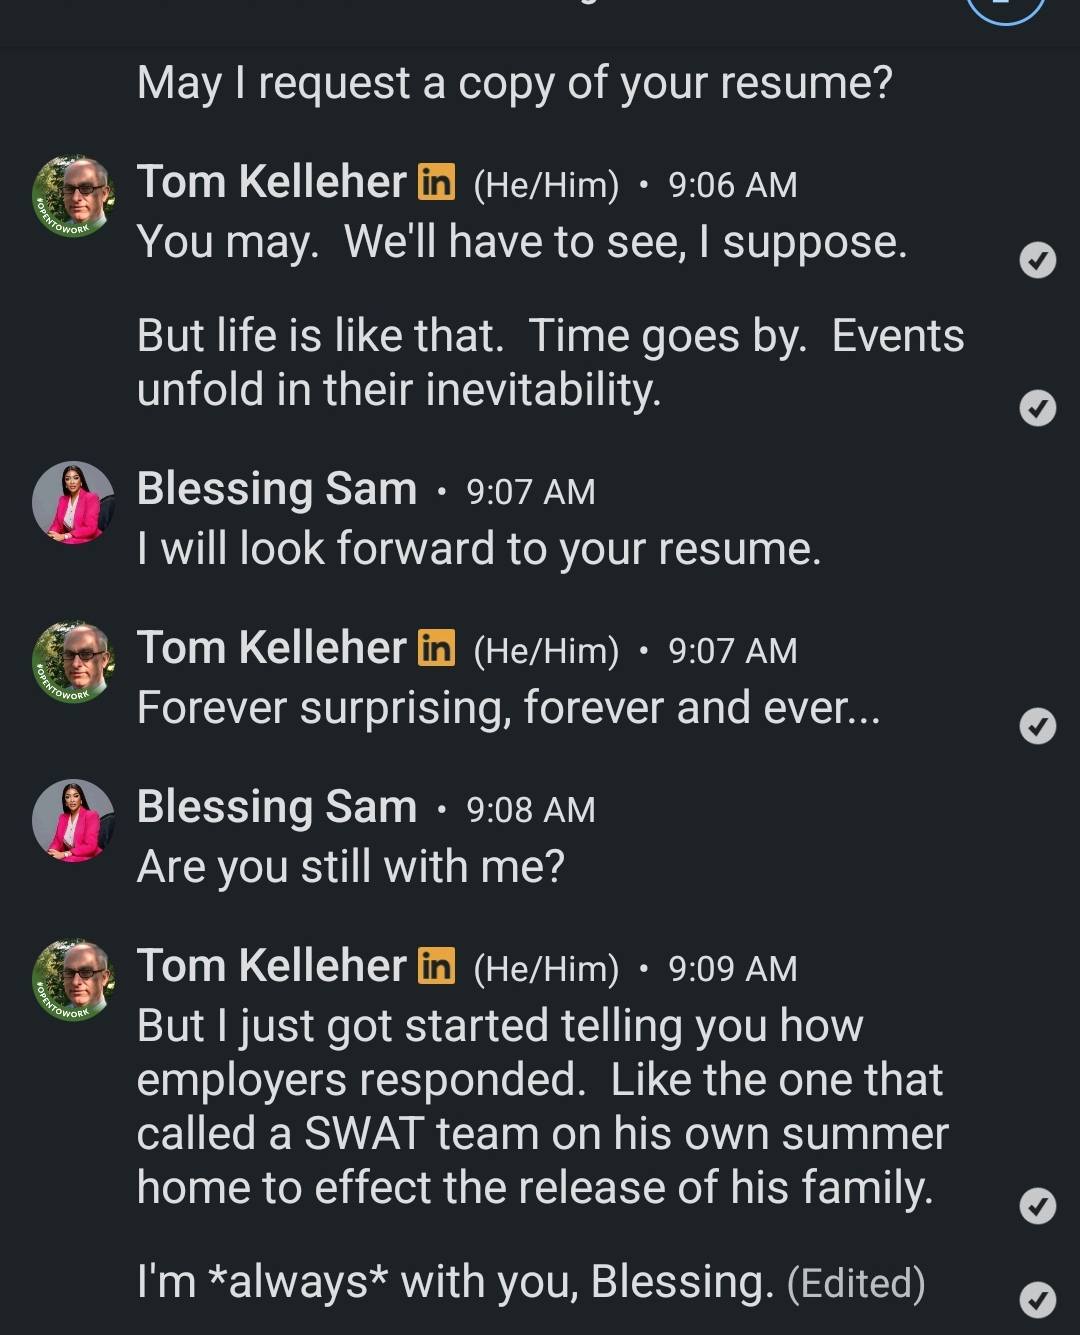 May I request a copy of your resume?
Tom Kelleher in (He/Him) • 9:06 AM
#OPENTOWORK
You may.  We'll have to see, I suppose.
But life is like that.  Time goes by.  Events
unfold in their inevitability.
Blessing Sam • 9:07 AM
I will look forward to your resume.
Tom Kelleher in (He/Him) • 9:07 AM
#OPENTOWORK
Forever surprising, forever and ever...
Blessing Sam • 9:08 AM
Are you still with me?
Tom Kelleher in (He/Him) • 9:09 AM
#OPENTOWORK
But I just got started telling you how
employers responded.  Like the one that
called a SWAT team on his own summer
home to effect the release of his family.
I'm *always* with you, Blessing. (Edited)